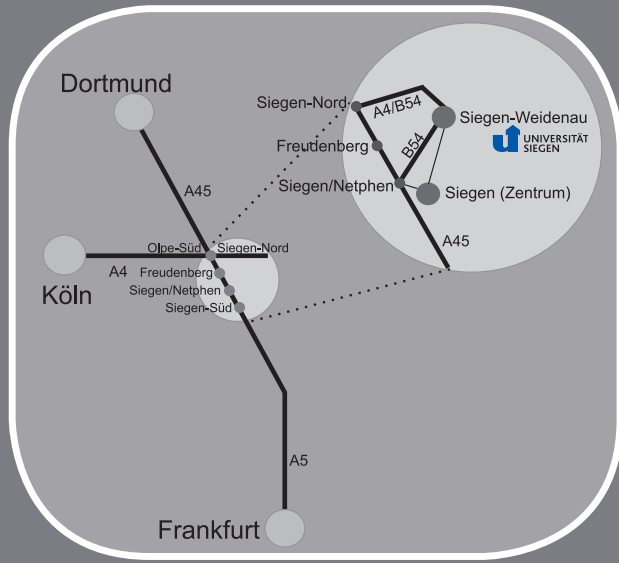 Dortmund
A45
Köln
A4
Olpe-Süd
Siegen-Nord
Freudenberg
Siegen/Netphen
Siegen-Süd
A5
Frankfurt
Siegen-Nord
A4/B54
Siegen-Weidenau
UNIVERSITÄT
SIEGEN
Freudenberg
B54
Siegen/Netphen
Siegen (Zentrum)
A45